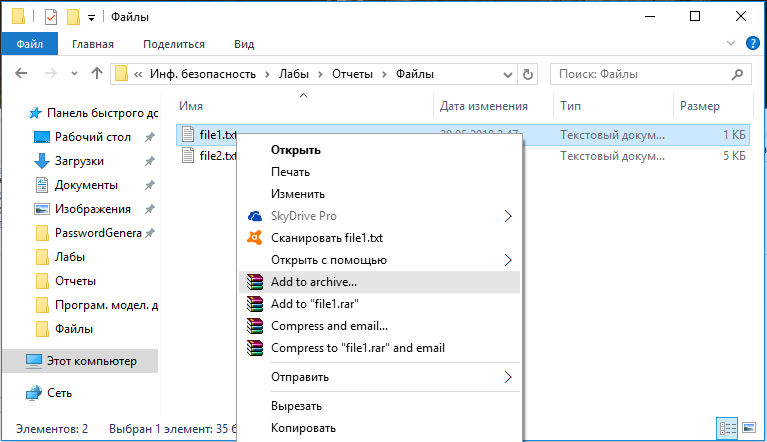 Файлы
Файл
Главная
Поделиться
Вид
Инф. безопасность
Лабы
Отчеты
Файлы
Поиск: Файлы
Имя
Дата изменения
Тип
Размер
Панель быстрого до
Рабочий стол
Загрузки
Документы
Изображения
PasswordGenera
Лабы
Отчеты
Програм. модел. д
Файлы
Этот компьютер
Сеть
file1.txt
Текстовый докум...
1 КБ
file2.txt
Текстовый докум...
5 КБ
Открыть
Печать
Изменить
SkyDrive Pro
Сканировать file1.txt
Открыть с помощью
Add to archive...
Add to "file1.rar"
Compress and email...
Compress to "file1.rar" and email
Отправить
Вырезать
Копировать
Элементов: 2
Выбран 1 элемент: 35 б